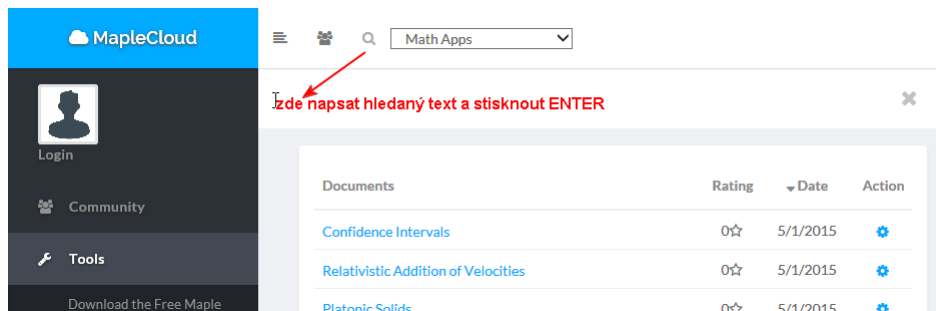 MapleCloud
Math Apps
zde napsat hledaný text a stisknout ENTER
Login
Community
Tools
Download the Free Maple
Documents Rating Date Action
Confidence Intervals 0 5/1/2015
Relativistic Addition of Velocities 0 5/1/2015
Platonic Solids 0 5/1/2015